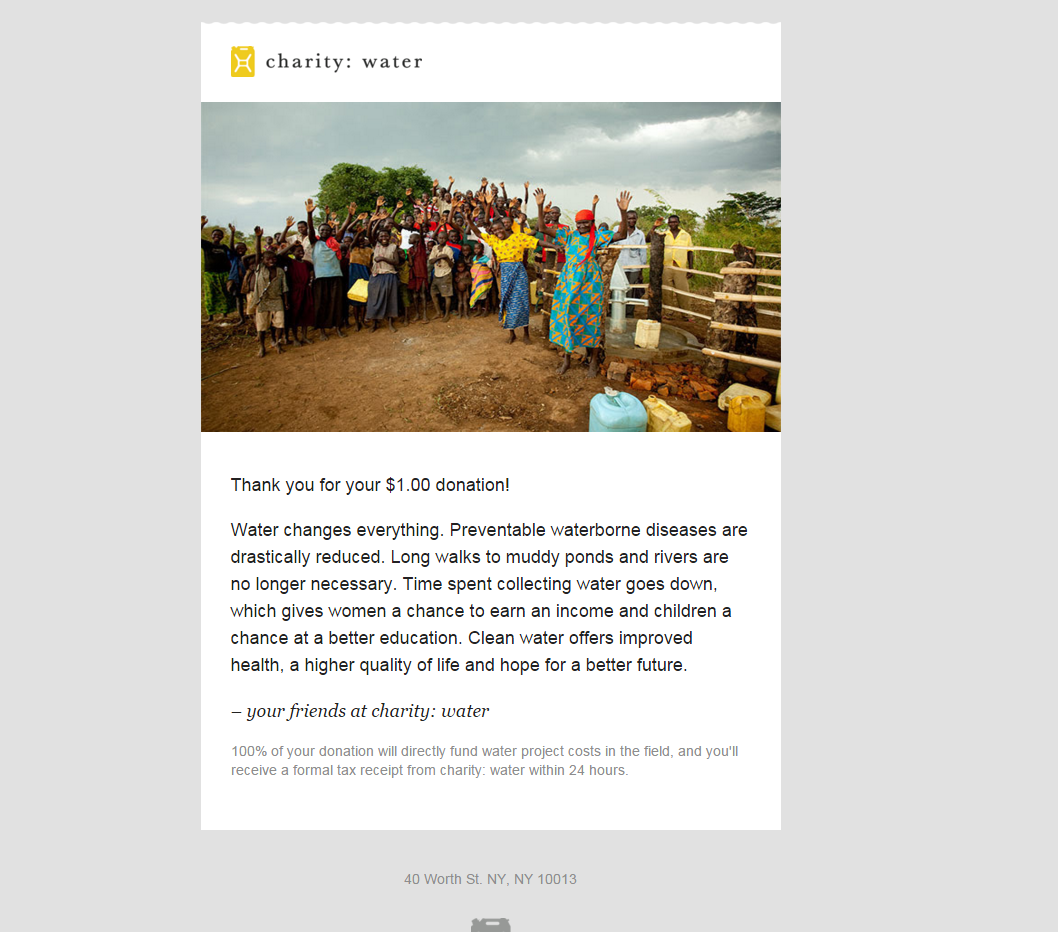 charity: water
Thank you for your $1.00 donation!
Water changes everything. Preventable waterborne diseases are
drastically reduced. Long walks to muddy ponds and rivers are
no longer necessary. Time spent collecting water goes down,
which gives women a chance to earn an income and children a
chance at a better education. Clean water offers improved
health, a higher quality of life and hope for a better future.
– your friends at charity: water
100% of your donation will directly fund water project costs in the field, and you'll
receive a formal tax receipt from charity: water within 24 hours.
40 Worth St. NY, NY 10013